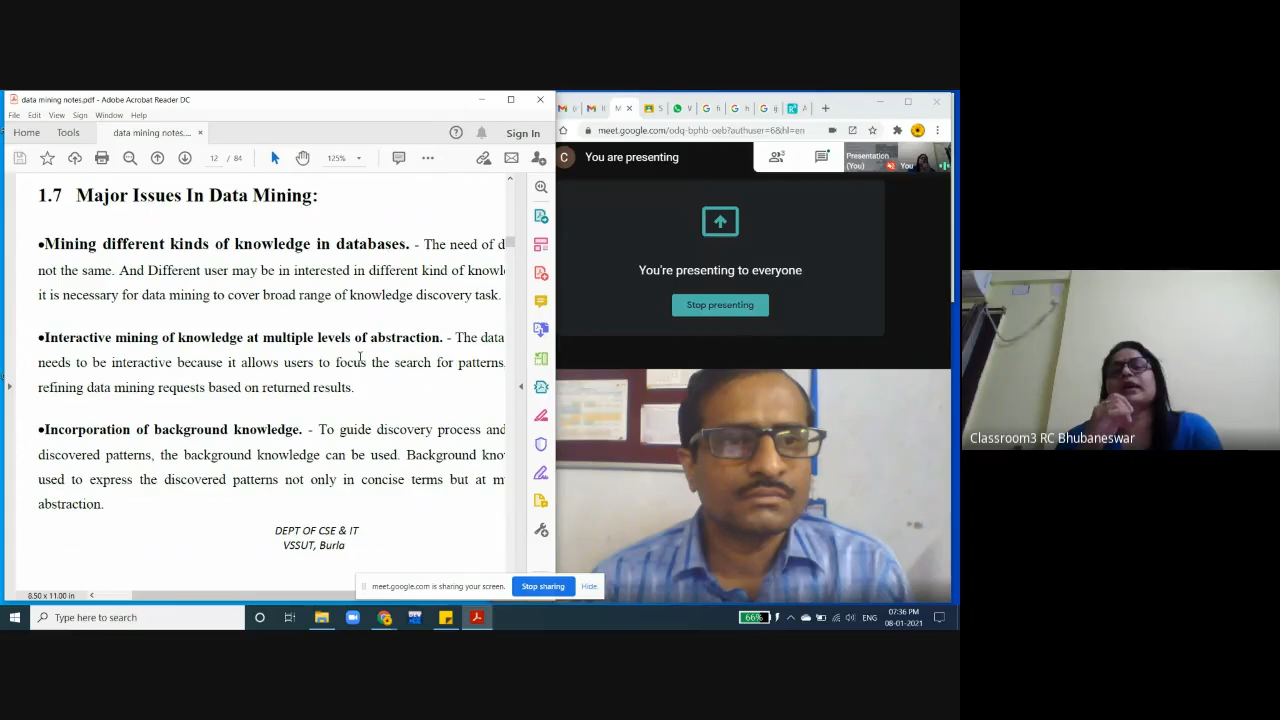 data mining notes.pdf - Adobe Acrobat Reader DC
File Edit View Sign Window Help
Home Tools data mining notes.... × Sign In
12 / 84 125%
1.7 Major Issues In Data Mining:
•Mining different kinds of knowledge in databases. - The need of d
not the same. And Different user may be in interested in different kind of knowl
it is necessary for data mining to cover broad range of knowledge discovery task.
•Interactive mining of knowledge at multiple levels of abstraction. - The data
needs to be interactive because it allows users to focus the search for patterns,
refining data mining requests based on returned results.
•Incorporation of background knowledge. - To guide discovery process and
discovered patterns, the background knowledge can be used. Background kno
used to express the discovered patterns not only in concise terms but at m
abstraction.
DEPT OF CSE & IT
VSSUT, Burla
8.50 x 11.00 in
meet.google.com/odq-bphb-oeb?authuser=6&hl=en
C You are presenting
3
Presentation
(You) You
You're presenting to everyone
Stop presenting
meet.google.com is sharing your screen. Stop sharing Hide
Classroom3 RC Bhubaneswar
Type here to search
66% ENG
07:36 PM
08-01-2021